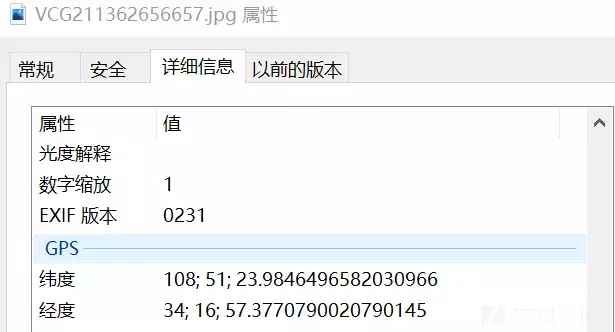 VCG211362656657.jpg 属性
常规 安全 详细信息 以前的版本
属性 值
光度解释
数字缩放 1
EXIF 版本 0231
GPS
纬度 108; 51; 23.9846496582030966
经度 34; 16; 57.3770790020790145